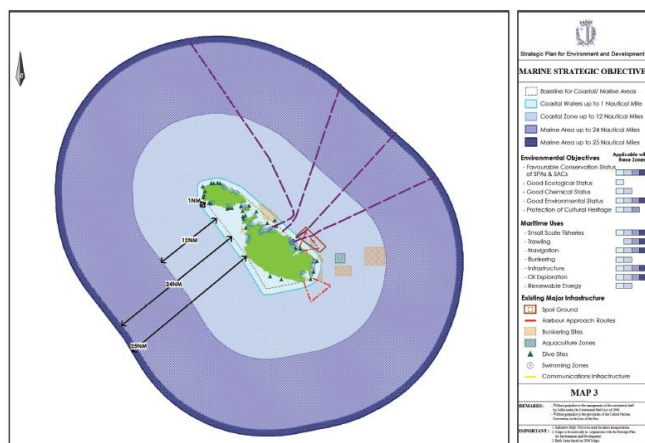 1NM
12NM
24NM
25NM
Strategic Plan for Environment and Development
MARINE STRATEGIC OBJECTIVE
Baseline for Coastal/ Marine Areas
Coastal Waters up to 1 Nautical Mile
Coastal Zone up to 12 Nautical Miles
Marine Area up to 24 Nautical Miles
Marine Area up to 25 Nautical Miles
Environmental Objectives
Applicable wit
these Zones
- Favourable Conservation Status
of SPAs & SACs
- Good Ecological Status
- Good Chemical Status
- Good Environmental Status
- Protection of Cultural Heritage
Maritime Uses
- Small Scale Fisheries
- Trawling
- Navigation
- Bunkering
- Infrastructure
- Oil Exploration
- Renewable Energy
Existing Major Infrastructure
Spoil Ground
Harbour Approach Routes
Bunkering Sites
Aquaculture Zones
Dive Sites
Swimming Zones
Communications Infrastructure
MAP 3
REMARKS:
IMPORTANT :